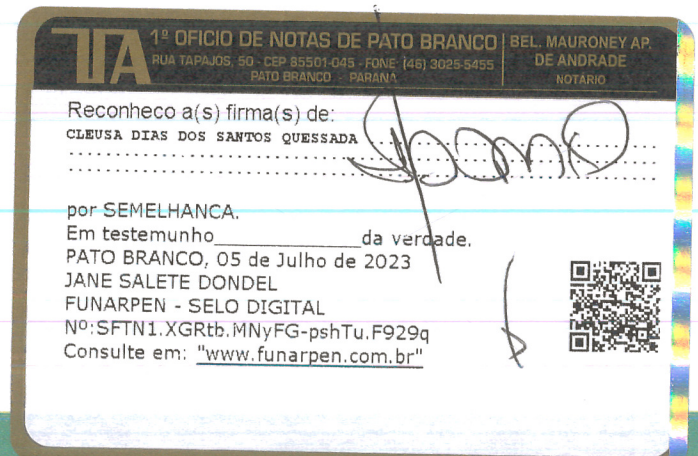 TA
1º OFICIO DE NOTAS DE PATO BRANCO
RUA TAPAJOS, 50 - CEP 85501-045 - FONE (46) 3025-5455
PATO BRANCO - PARANA
BEL. MAURONEY AP.
DE ANDRADE
NOTÁRIO
Reconheco a(s) firma(s) de:
CLEUSA DIAS DOS SANTOS QUESSADA
por SEMELHANCA.
Em testemunho_______________da verdade.
PATO BRANCO, 05 de Julho de 2023
JANE SALETE DONDEL
FUNARPEN - SELO DIGITAL
Nº:SFTN1.XGRtb.MNyFG-pshTu.F929q
Consulte em: "www.funarpen.com.br"